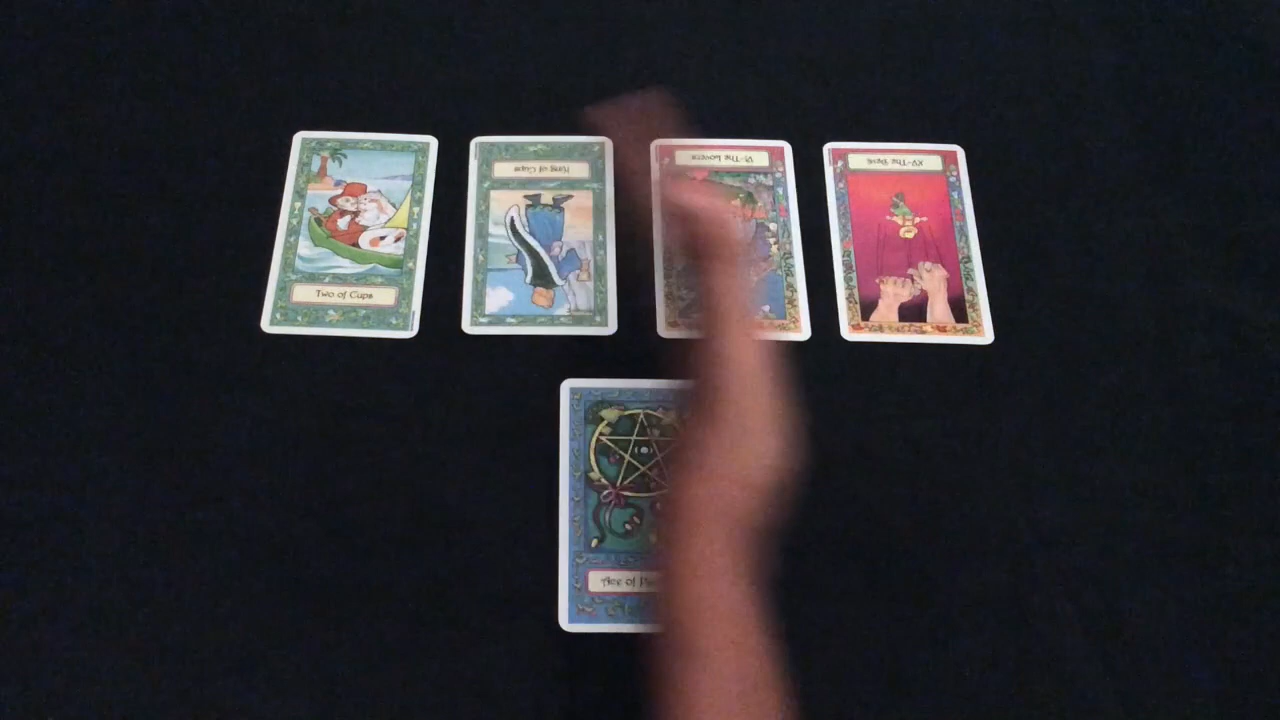 King of Cups
VI-The Lovers
XV-The Devil
Two of Cups
Ace of